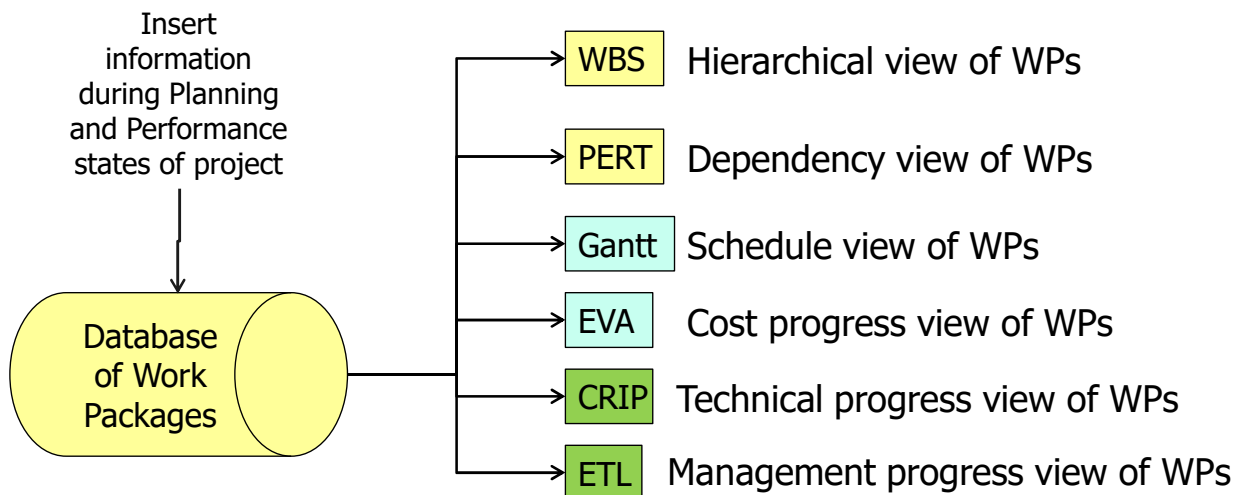 Insert
information
during Planning
and Performance
states of project
Database
of Work
Packages
WBS Hierarchical view of WPs
PERT Dependency view of WPs
Gantt Schedule view of WPs
EVA Cost progress view of WPs
CRIP Technical progress view of WPs
ETL Management progress view of WPs